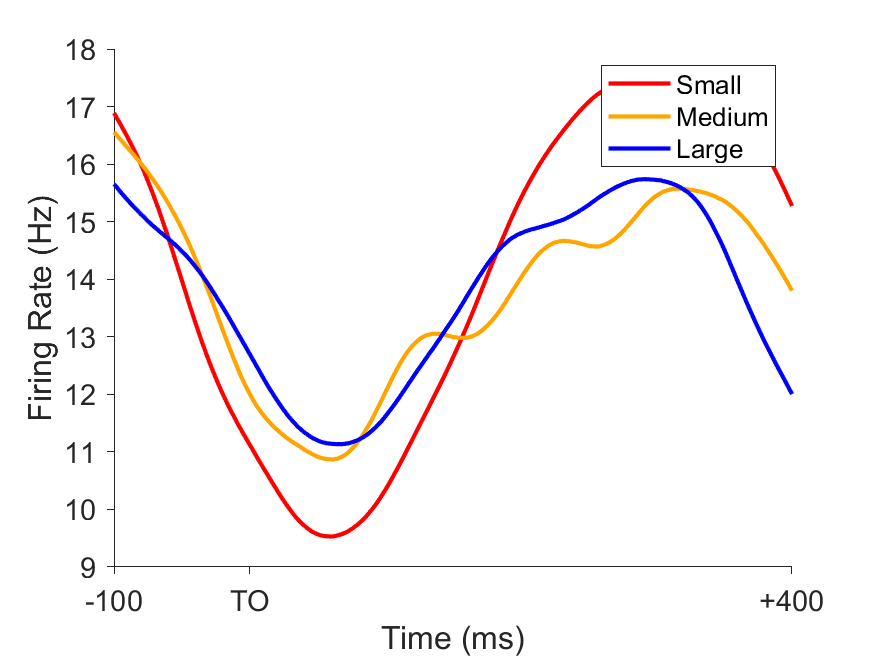 18
17
16
15
14
13
12
11
10
9
Firing Rate (Hz)
Small
Medium
Large
-100 TO +400
Time (ms)